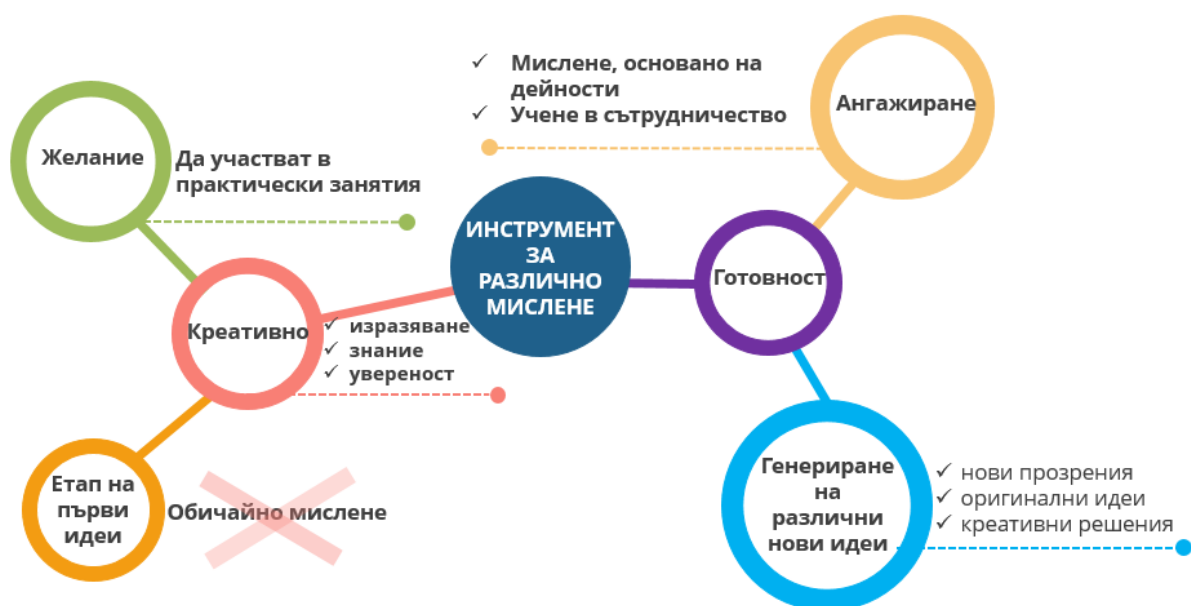 ✓ Мислене, основано на
дейности
✓ Учене в сътрудничество
Ангажиране
Желание
Да участват в
практически занятия
ИНСТРУМЕНТ
ЗА
РАЗЛИЧНО
МИСЛЕНЕ
Готовност
Креативно
✓ изразяване
✓ знание
✓ увереност
Етап на
първи
идеи
Обичайно мислене
Генериране
на
различни
нови идеи
✓ нови прозрения
✓ оригинални идеи
✓ креативни решения